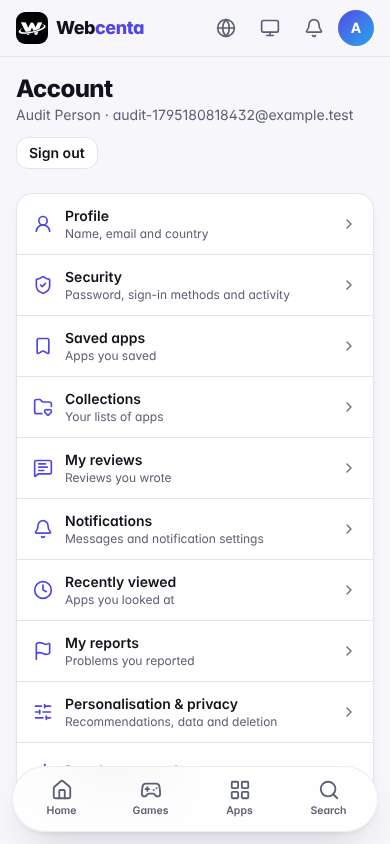 Webcenta
A
Account
Audit Person · audit-1795180818432@example.test
Sign out
Profile
Name, email and country
Security
Password, sign-in methods and activity
Saved apps
Apps you saved
Collections
Your lists of apps
My reviews
Reviews you wrote
Notifications
Messages and notification settings
Recently viewed
Apps you looked at
My reports
Problems you reported
Personalisation & privacy
Recommendations, data and deletion
Home
Games
Apps
Search